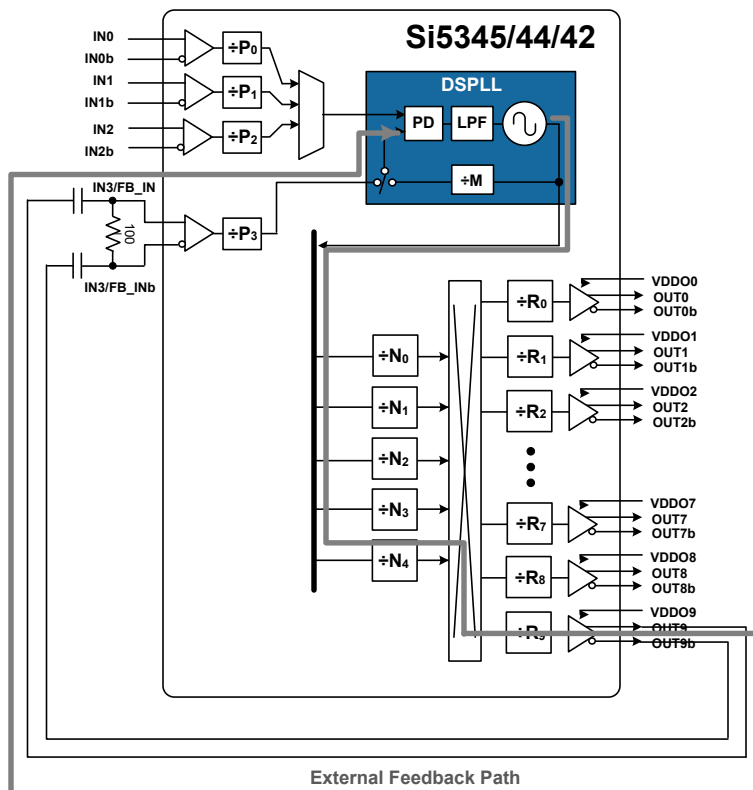 Si5345/44/42
IN0
IN0b
÷P0
IN1
IN1b
÷P1
IN2
IN2b
÷P2
DSPLL
PD
LPF
÷M
IN3/FB_IN
100
÷P3
IN3/FB_INb
÷N0
÷N1
÷N2
÷N3
÷N4
÷R0
VDDO0
OUT0
OUT0b
÷R1
VDDO1
OUT1
OUT1b
÷R2
VDDO2
OUT2
OUT2b
÷R7
VDDO7
OUT7
OUT7b
÷R8
VDDO8
OUT8
OUT8b
÷R9
VDDO9
OUT9
OUT9b
External Feedback Path